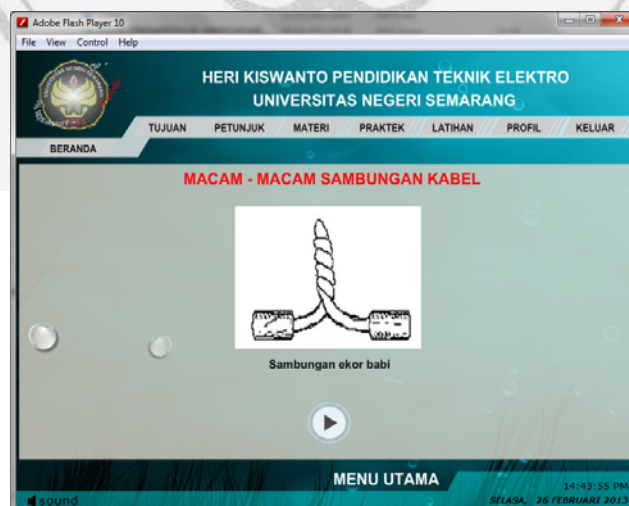 Adobe Flash Player 10
File View Control Help
HERI KISWANTO PENDIDIKAN TEKNIK ELEKTRO
UNIVERSITAS NEGERI SEMARANG
TUJUAN PETUNJUK MATERI PRAKTEK LATIHAN PROFIL KELUAR
BERANDA
MACAM - MACAM SAMBUNGAN KABEL
Sambungan ekor babi
MENU UTAMA
14:43:55 PM
sound
SELASA, 26 FEBRUARI 2013